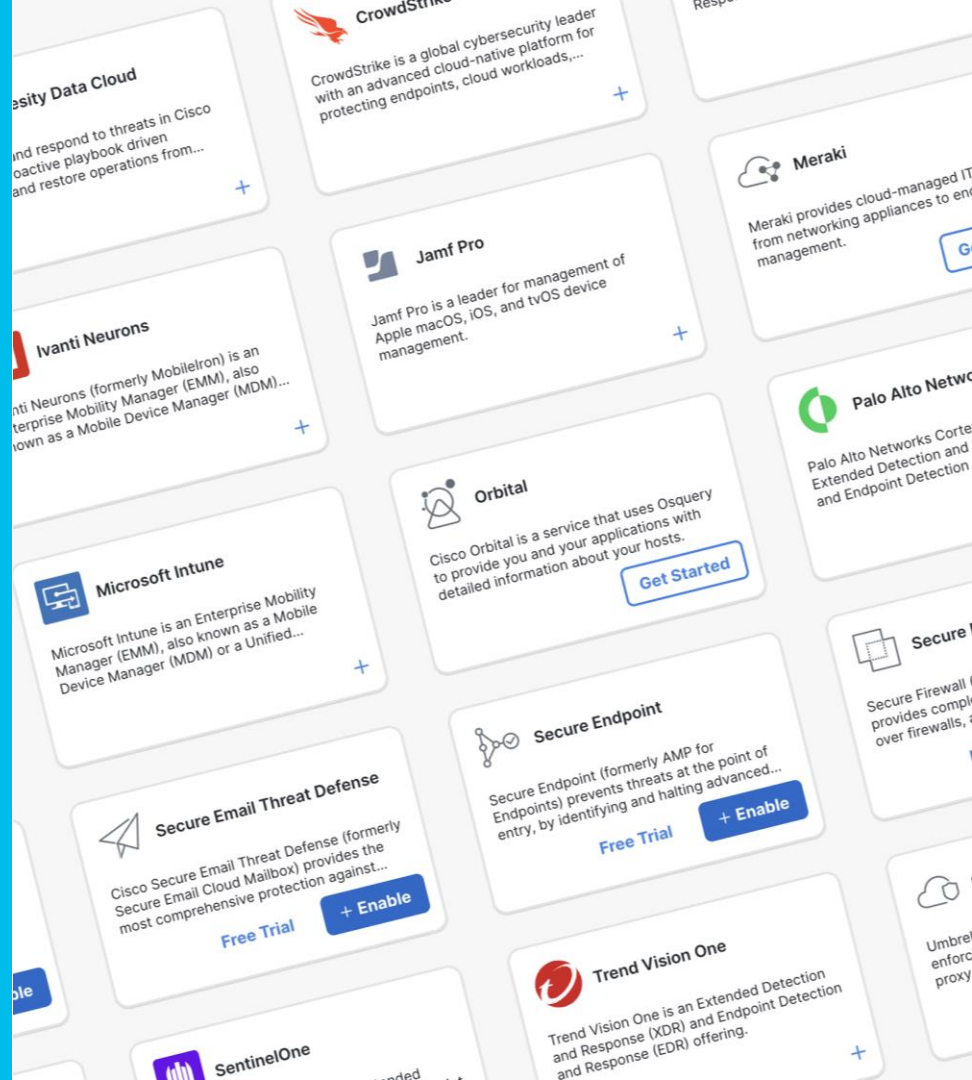 esity Data Cloud
and respond to threats in Cisco
oactive playbook driven
and restore operations from...
+
CrowdStrike
CrowdStrike is a global cybersecurity leader
with an advanced cloud-native platform for
protecting endpoints, cloud workloads,...
+
Ivanti Neurons
nti Neurons (formerly MobileIron) is an
terprise Mobility Manager (EMM), also
own as a Mobile Device Manager (MDM)...
+
Jamf Pro
Jamf Pro is a leader for management of
Apple macOS, iOS, and tvOS device
management.
+
Meraki
Meraki provides cloud-managed IT
from networking appliances to en
management.
Microsoft Intune
Microsoft Intune is an Enterprise Mobility
Manager (EMM), also known as a Mobile
Device Manager (MDM) or a Unified...
+
Orbital
Cisco Orbital is a service that uses Osquery
to provide you and your applications with
detailed information about your hosts.
Get Started
Palo Alto Netwo
Palo Alto Networks Corte
Extended Detection and
and Endpoint Detection
Secure Email Threat Defense
Cisco Secure Email Threat Defense (formerly
Secure Email Cloud Mailbox) provides the
most comprehensive protection against...
Free Trial
+ Enable
Secure Endpoint
Secure Endpoint (formerly AMP for
Endpoints) prevents threats at the point of
entry, by identifying and halting advanced...
Free Trial
+ Enable
Secure
Secure Firewall (
provides comple
over firewalls, a
SentinelOne
Trend Vision One
Trend Vision One is an Extended Detection
and Response (XDR) and Endpoint Detection
and Response (EDR) offering.
+
Umbrel
enforc
proxy